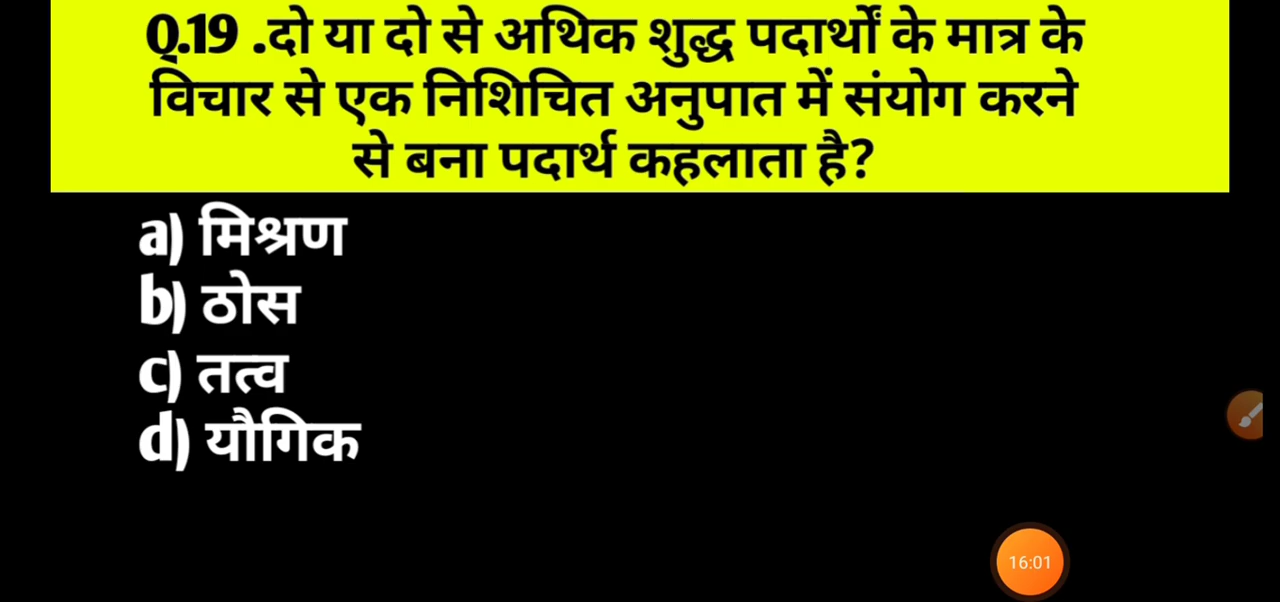 Q.19 .दो या दो से अथिक शुद्ध पदार्थों के मात्र के
विचार से एक निशिचित अनुपात में संयोग करने
से बना पदार्थ कहलाता है?
a) मिश्रण
b) ठोस
c) तत्व
d) यौगिक
16:01